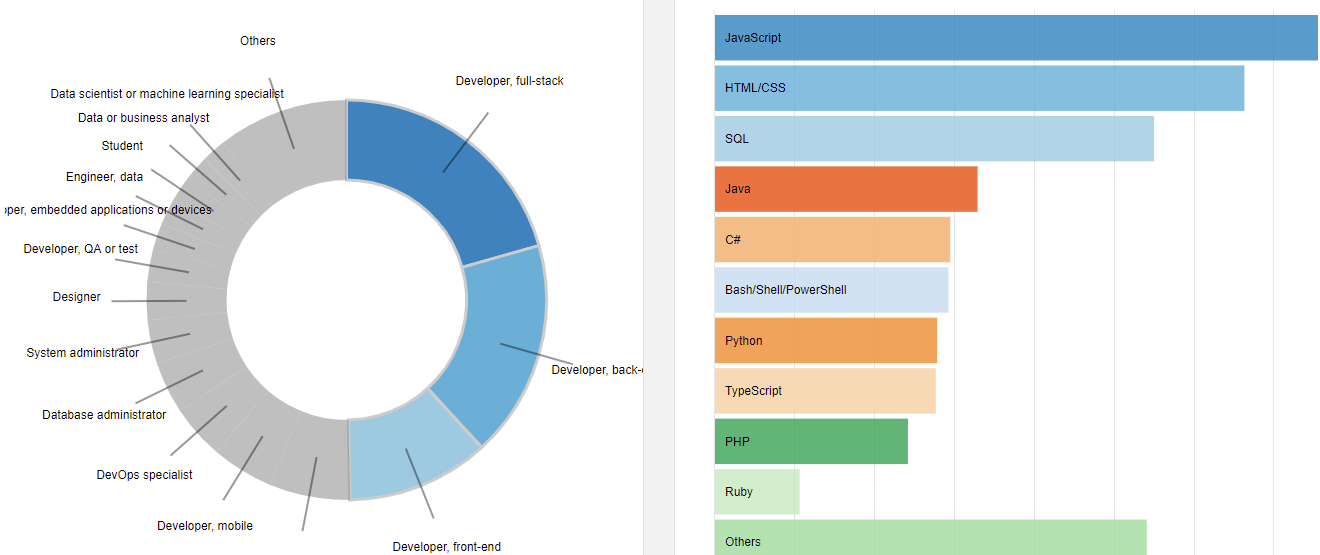 Others
Developer, full-stack
Data scientist or machine learning specialist
Data or business analyst
Student
Engineer, data
embedded applications or devices
Developer, QA or test
Designer
System administrator
Developer,
Database administrator
DevOps specialist
Developer, mobile
Developer, front-end
JavaScript
HTML/CSS
SQL
Java
C#
Bash/Shell/PowerShell
Python
TypeScript
PHP
Ruby
Others